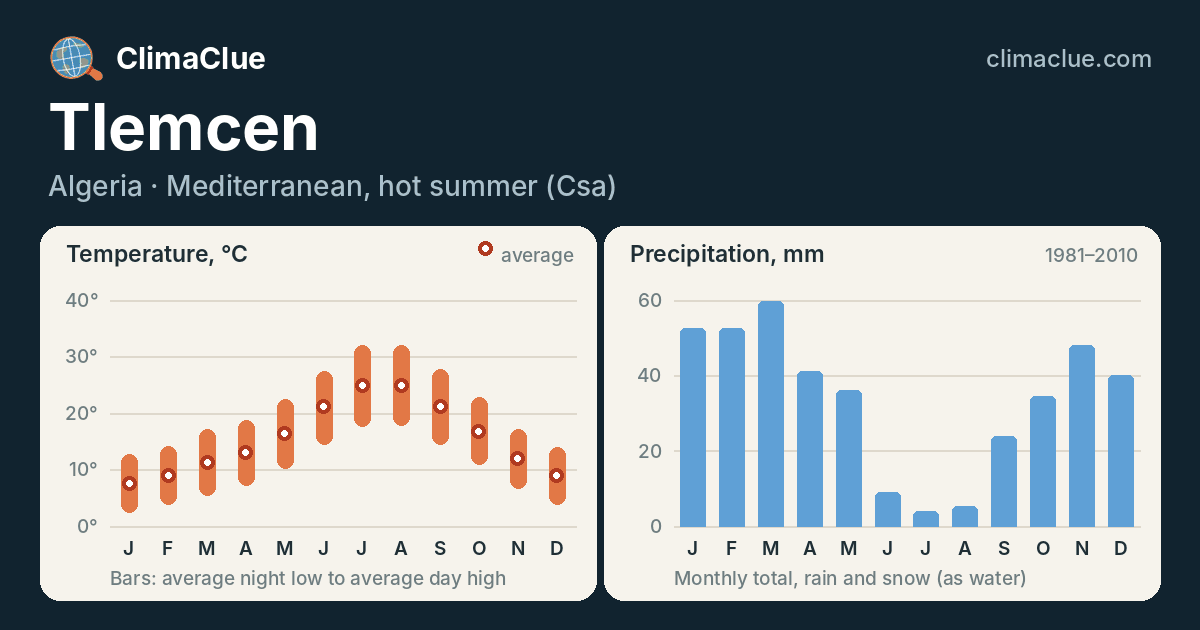 ClimaClue
climaclue.com
Tlemcen
Algeria · Mediterranean, hot summer (Csa)
Temperature, °C
average
40°
30°
20°
10°
0°
J F M A M J J A S O N D
Bars: average night low to average day high
Precipitation, mm
1981–2010
60
40
20
0
J F M A M J J A S O N D
Monthly total, rain and snow (as water)